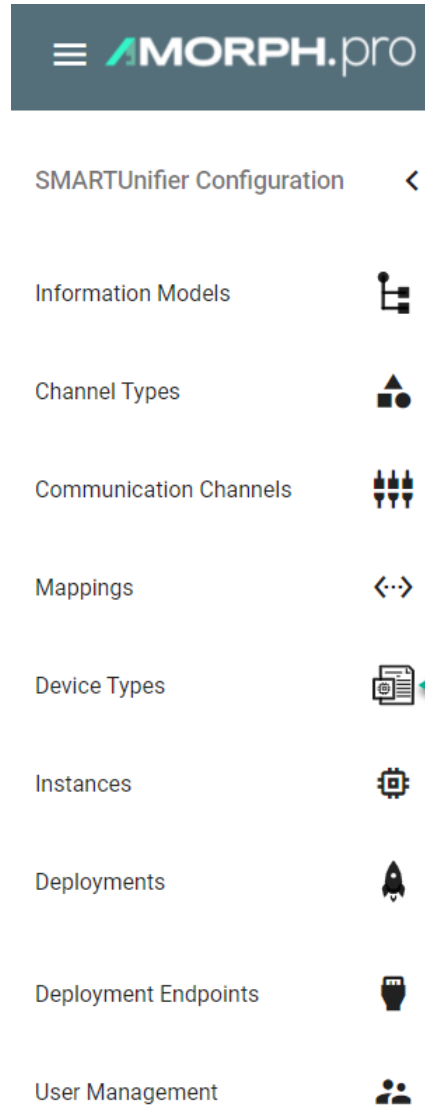 AMORPH.pro
SMARTUnifier Configuration
Information Models
Channel Types
Communication Channels
Mappings
Device Types
Instances
Deployments
Deployment Endpoints
User Management